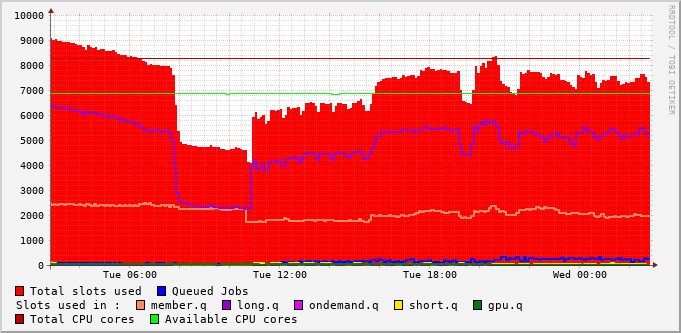 10000
9000
8000
7000
6000
5000
4000
3000
2000
1000
0
Tue 06:00 Tue 12:00 Tue 18:00 Wed 00:00
RRDTOOL / TOBI OETIKER
Total slots used Queued Jobs
Slots used in : member.q long.q ondemand.q short.q gpu.q
Total CPU cores Available CPU cores